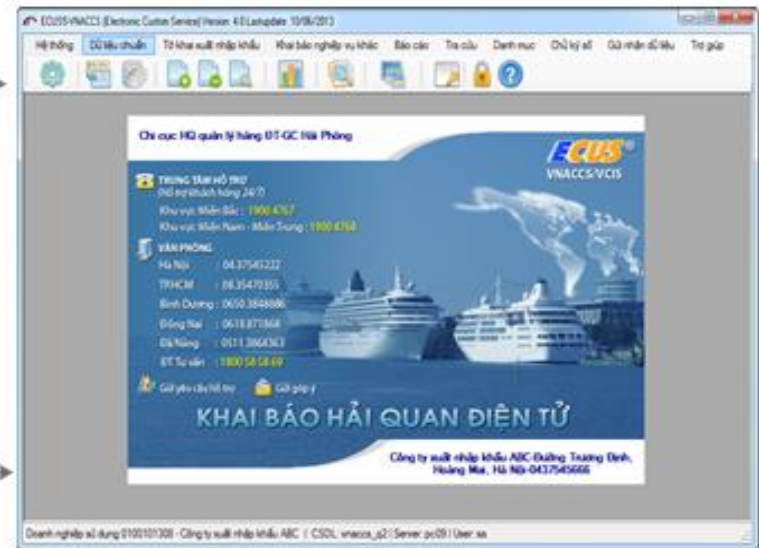 ECUS5-VNACCS (Electronic Custom Service) Version 4.0 Lastupdate 10/06/2013
Hệ thống Dữ liệu chuẩn Tờ khai xuất nhập khẩu Khai báo nghiệp vụ khác Báo cáo Tra cứu Danh mục Chữ ký số Gửi nhận dữ liệu Trợ giúp
Chi cục HQ quản lý hàng ĐT-GC Hải Phòng
ECUS®
VNACCS/VCIS
TRUNG TÂM HỖ TRỢ
(Hỗ trợ khách hàng 24/7)
Khu vực Miền Bắc : 1900 4767
Khu vực Miền Nam - Miền Trung : 1900 4768
VĂN PHÒNG
Hà Nội : 04.37545222
TP.HCM : 08.35470355
Bình Dương : 0650.3848886
Đồng Nai : 0618.871868
Đà Nẵng : 0511.3868363
ĐT Tư vấn : 1800 58 58 69
Gửi yêu cầu hỗ trợ Gửi góp ý
KHAI BÁO HẢI QUAN ĐIỆN TỬ
Công ty xuất nhập khẩu ABC-Đường Trương Định,
Hoàng Mai, Hà Nội-0437545666
Doanh nghiệp sử dụng 0100101308 - Công ty xuất nhập khẩu ABC | CSDL: vnaccs_g2 | Server: pc09 | User: sa